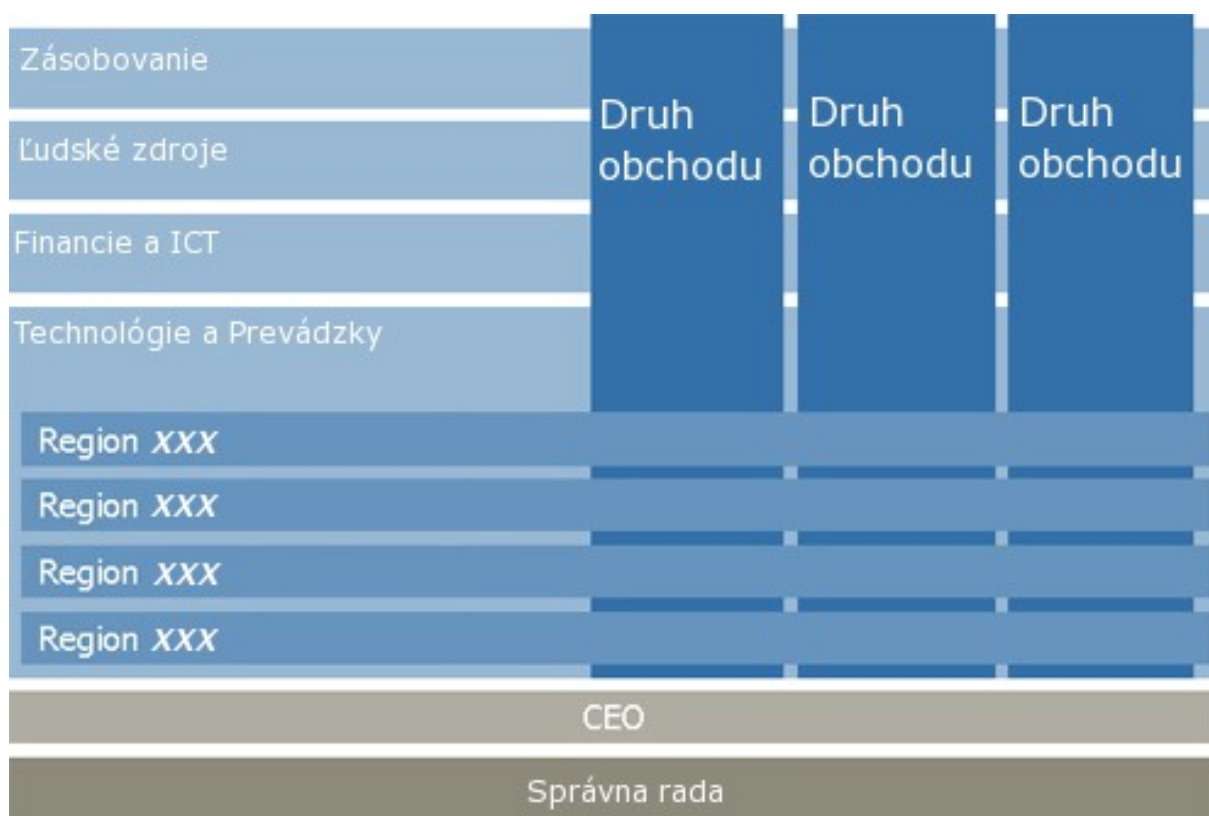 Zásobovanie
Ľudské zdroje
Financie a ICT
Technológie a Prevádzky
Druh
obchodu
Druh
obchodu
Druh
obchodu
Region XXX
Region XXX
Region XXX
Region XXX
CEO
Správna rada